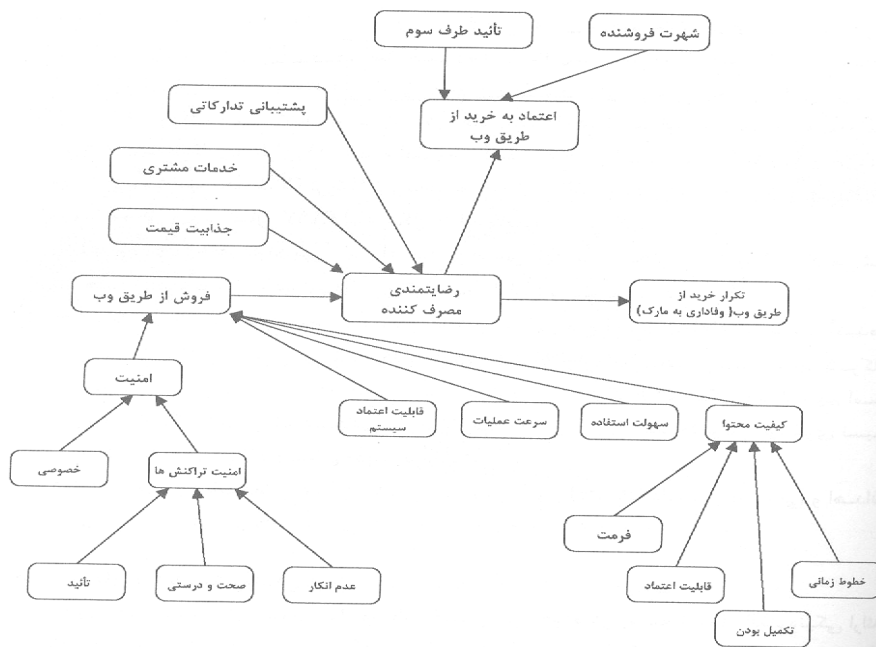 تأئید طرف سوم
شهرت فروشنده
پشتیبانی تدارکاتی
اعتماد به خرید از
طریق وب
خدمات مشتری
جذابیت قیمت
فروش از طریق وب
رضایتمندی
مصرف کننده
تکرار خرید از
طریق وب( وفاداری به مارک)
امنیت
قابلیت اعتماد
سیستم
سرعت عملیات
سهولت استفاده
کیفیت محتوا
خصوصی
امنیت تراکنش ها
فرمت
تأئید
صحت و درستی
عدم انکار
قابلیت اعتماد
خطوط زمانی
تکمیل بودن